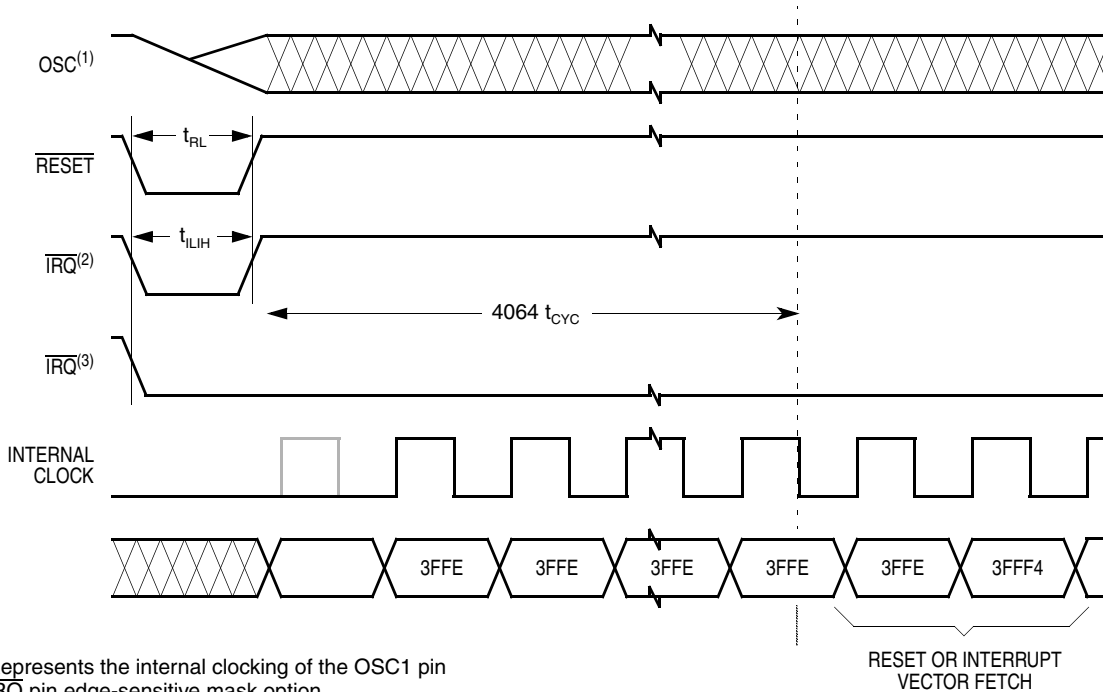 OSC(1)
tRL
RESET
tILIH
IRQ(2)
4064 tCYC
IRQ(3)
INTERNAL
CLOCK
3FFE 3FFE 3FFE 3FFE 3FFE 3FFF4
RESET OR INTERRUPT
VECTOR FETCH
epresents the internal clocking of the OSC1 pin
RQ pin edge-sensitive mask option